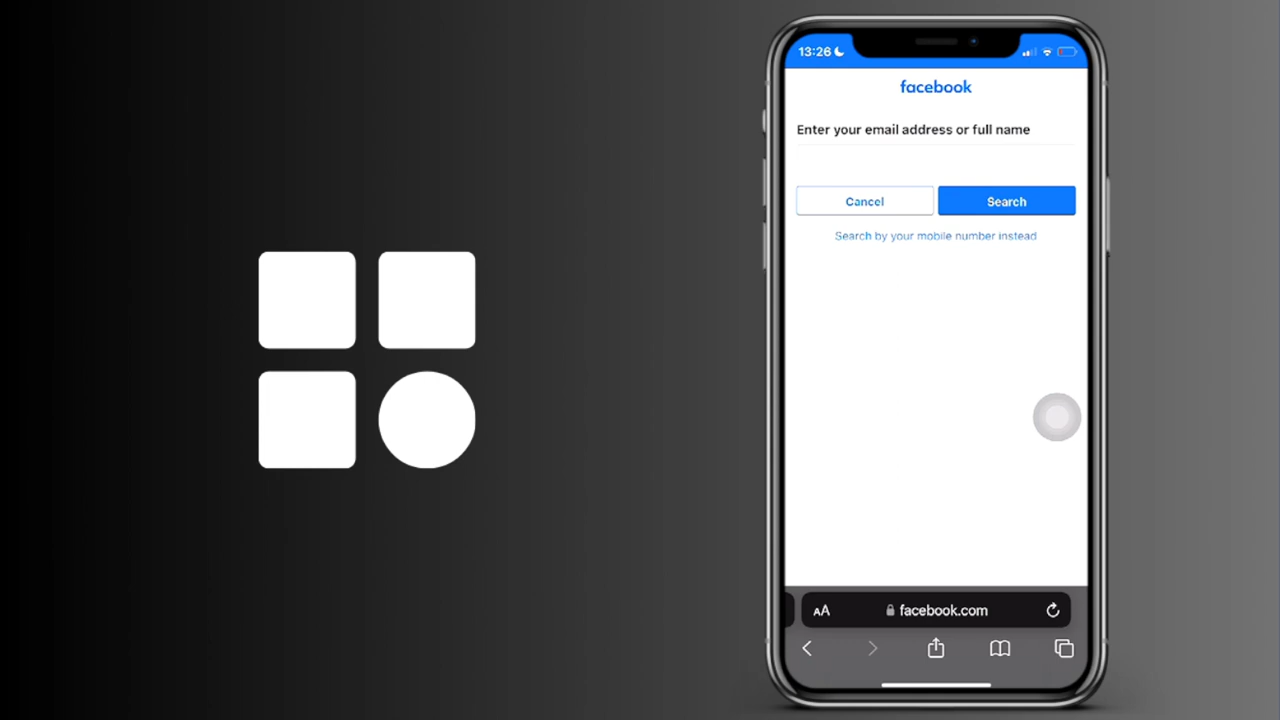 13:26
facebook
Enter your email address or full name
Cancel
Search
Search by your mobile number instead
AA
facebook.com